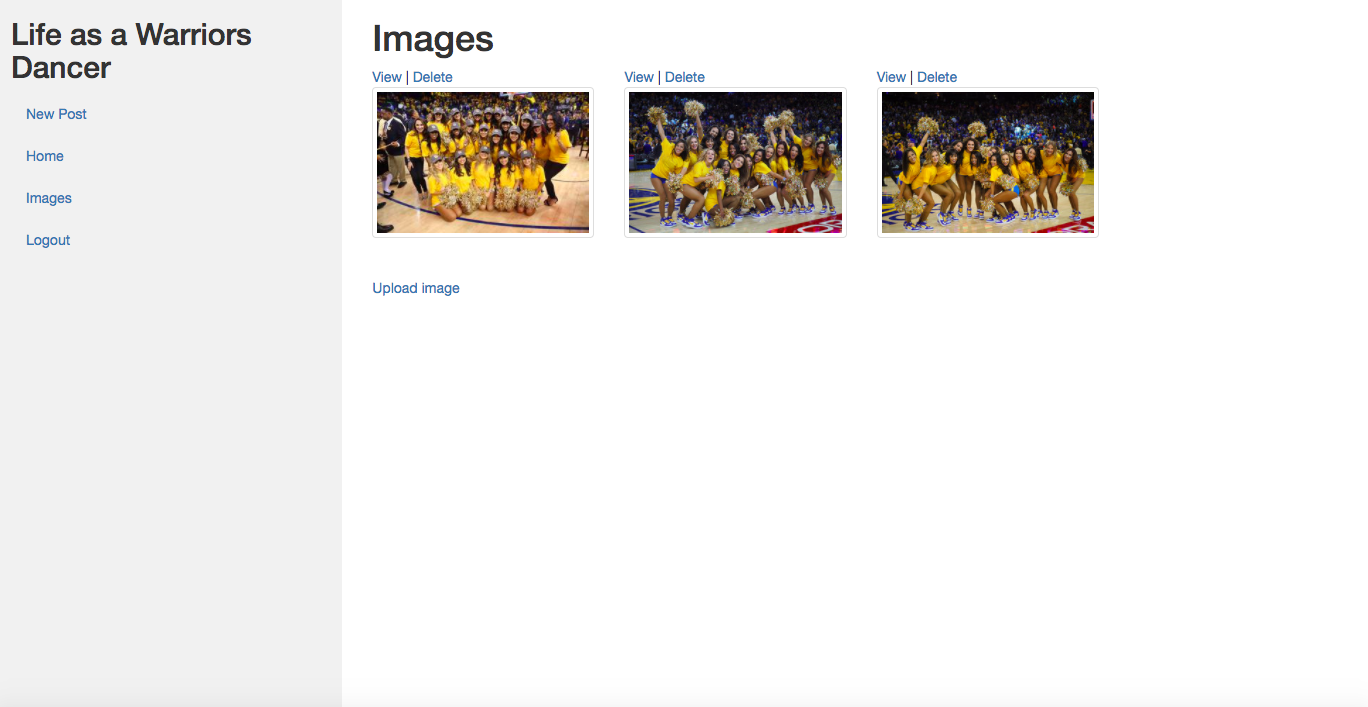 Life as a Warriors
Dancer
New Post
Home
Images
Logout
Images
View | Delete
View | Delete
View | Delete
Upload image